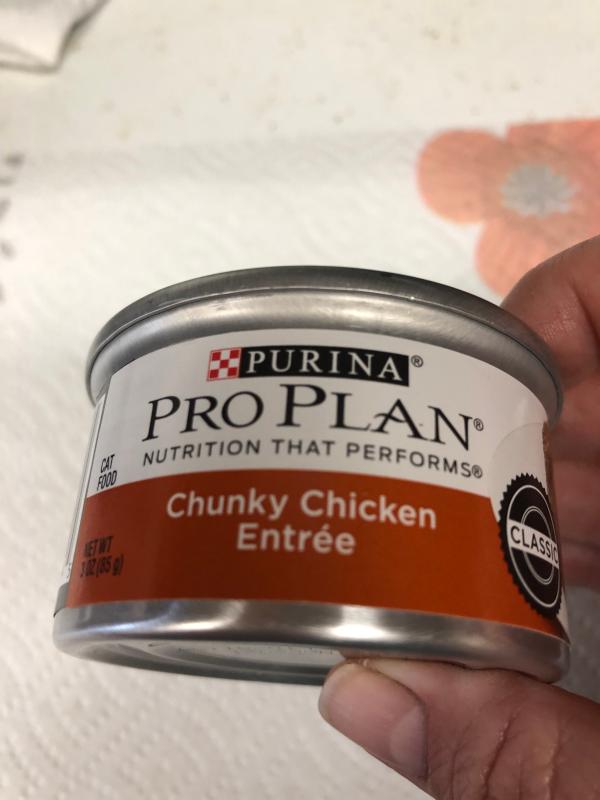 PURINA®
PRO PLAN®
NUTRITION THAT PERFORMS®
CAT
FOOD
Chunky Chicken
Entrée
CLASSIC
NET WT
3 OZ (85 g)